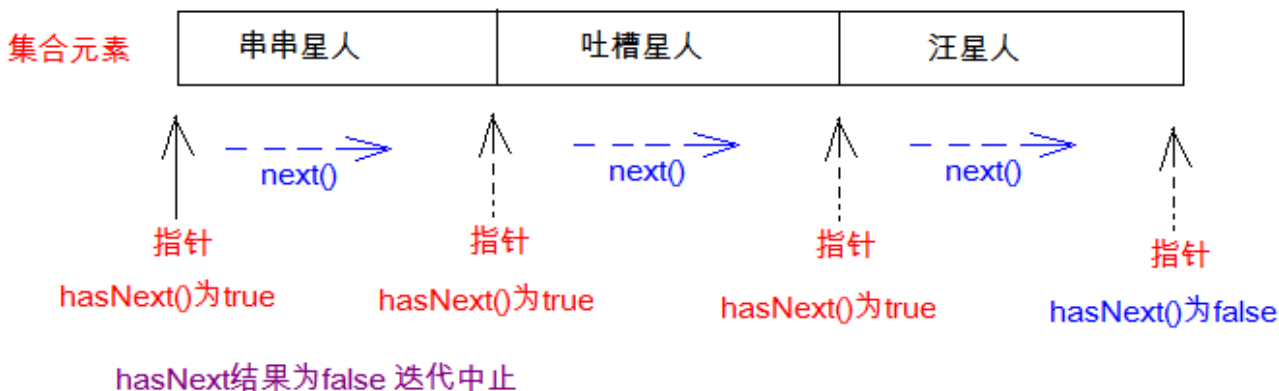 集合元素 串串星人 吐槽星人 汪星人
next() next() next()
指针 指针 指针 指针
hasNext()为true hasNext()为true hasNext()为true hasNext()为false
hasNext结果为false 迭代中止